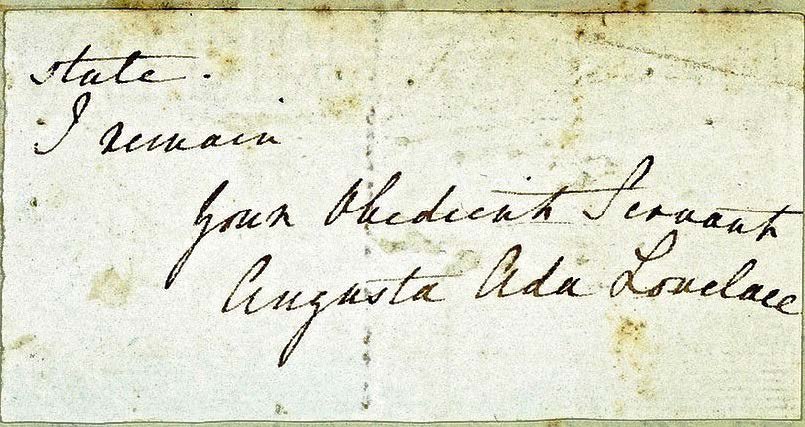 state.
I remain
Your Obedient Servant
Augusta Ada Lovelace